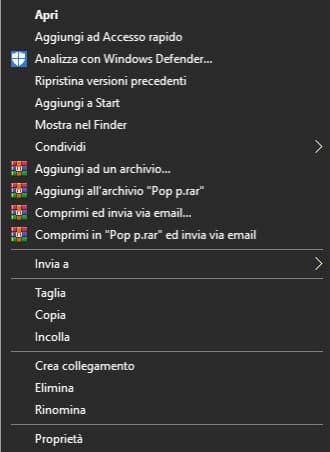 Apri
Aggiungi ad Accesso rapido
Analizza con Windows Defender...
Ripristina versioni precedenti
Aggiungi a Start
Mostra nel Finder
Condividi
Aggiungi ad un archivio...
Aggiungi all'archivio "Pop p.rar"
Comprimi ed invia via email...
Comprimi in "Pop p.rar" ed invia via email
Invia a
Taglia
Copia
Incolla
Crea collegamento
Elimina
Rinomina
Proprietà